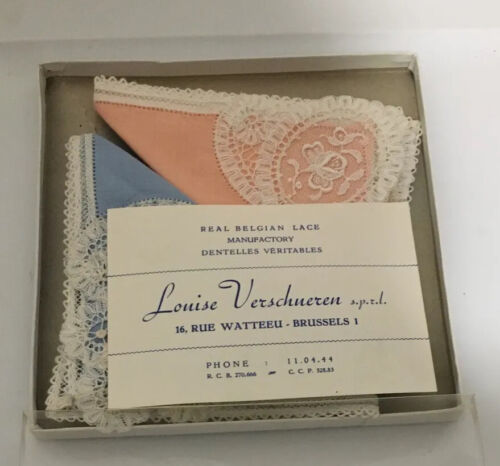 REAL BELGIAN LACE
MANUFACTORY
DENTELLES VÉRITABLES
Louise Verschueren s.p.r.l.
16, RUE WATTEEU - BRUSSELS 1
PHONE : 11.04.44
R. C. B. 270,666 – C. C. P. 328.83